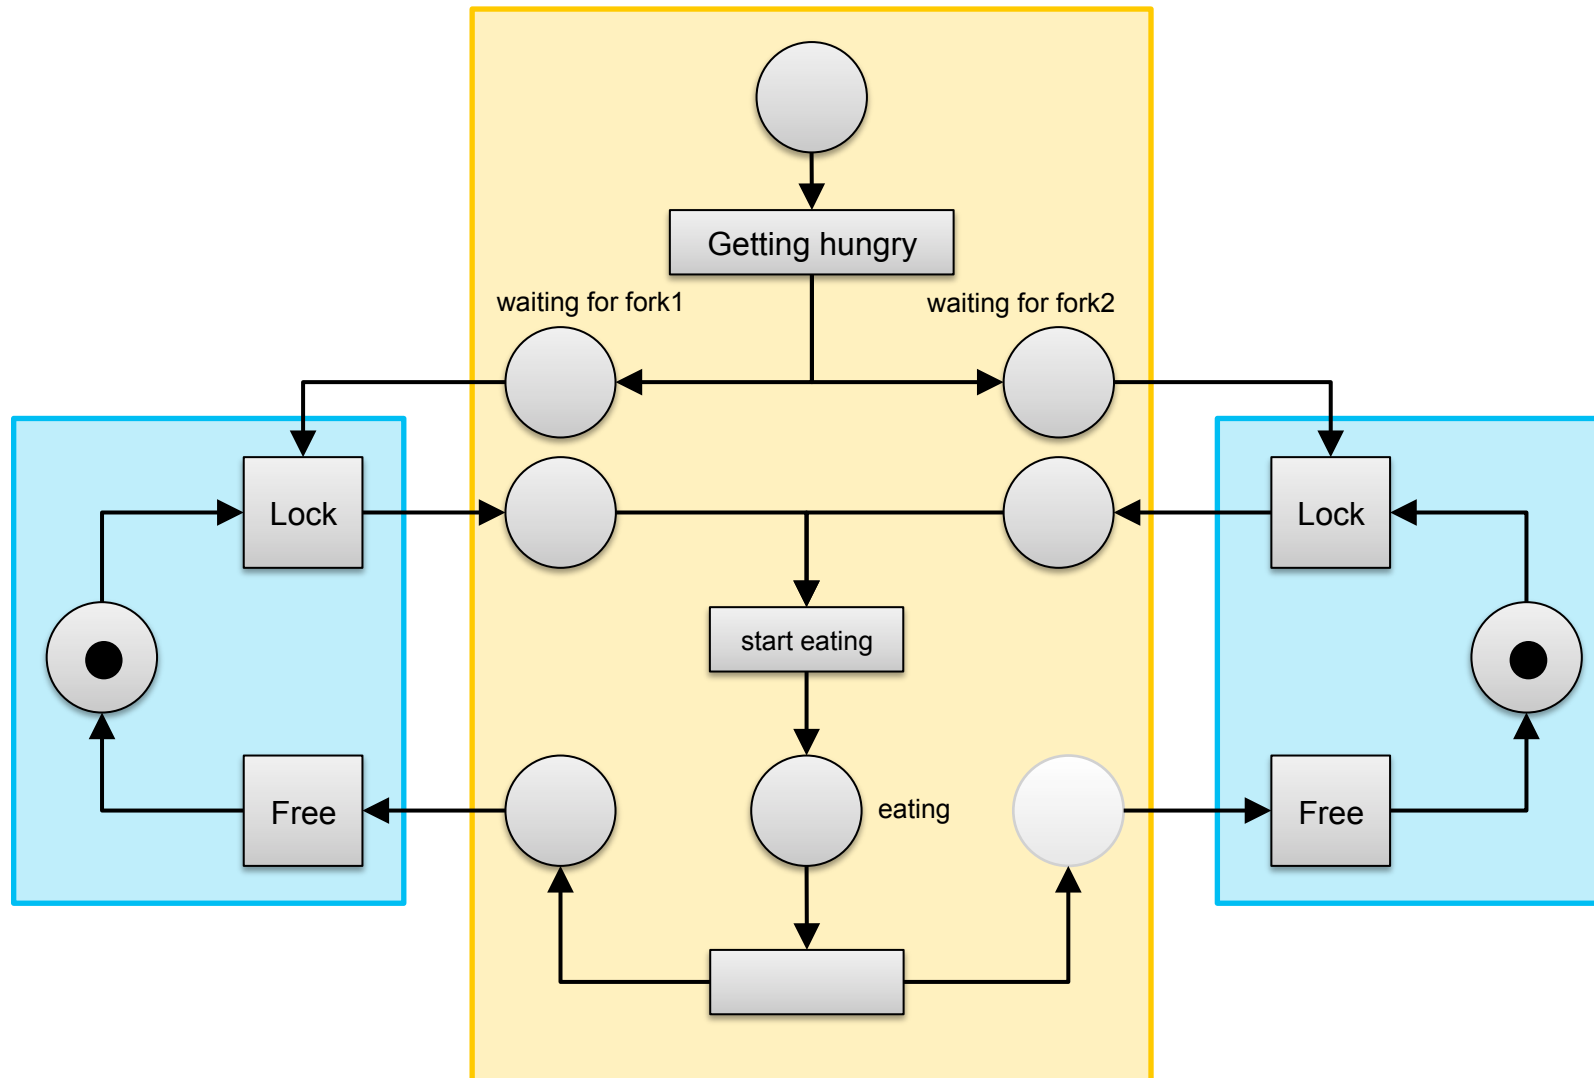 Getting hungry
waiting for fork1
waiting for fork2
Lock
Lock
start eating
Free
eating
Free